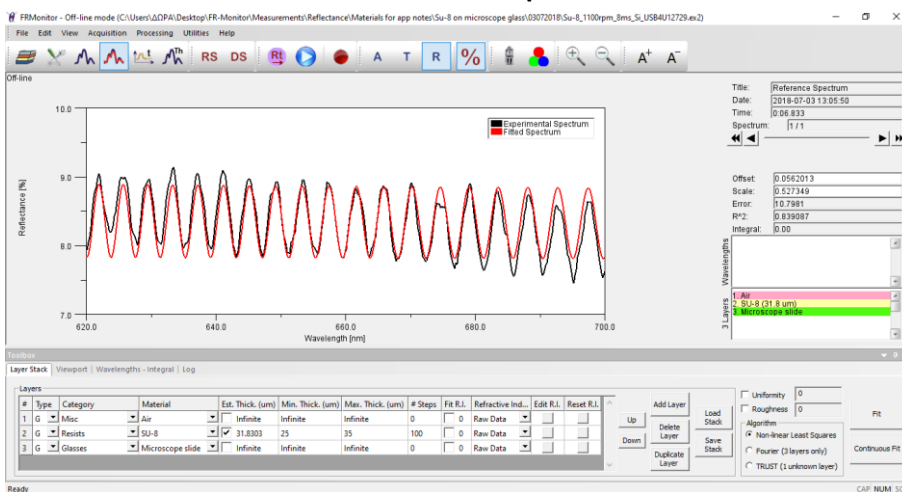 FRMonitor - Off-line mode (C:\Users\ΔΩΡΑ\Desktop\FR-Monitor\Measurements\Reflectance\Materials for app notes\Su-8 on microscope glass\03072018\Su-8_1100rpm_8ms_Si_USB4U12729.ex2)
File Edit View Acquisition Processing Utilities Help
Th RS DS Rt A T R % A+ A-
Off-line
Title: Reference Spectrum
Date: 2018-07-03 13:05:50
Time: 0:06.833
Spectrum: 1 / 1
Offset: 0.0562013
Scale: 0.527349
Error: 10.7981
R^2: 0.839087
Integral: 0.00
Wavelengths
3 Layers
1. Air
2. SU-8 (31.8 um)
3. Microscope slide
Experimental Spectrum
Fitted Spectrum
Reflectance [%]
10.0
9.0
8.0
7.0
620.0 640.0 660.0 680.0 700.0
Wavelength [nm]
Toolbox
Layer Stack Viewport Wavelengths - Integral Log
Layers
# Type Category Material Est. Thick. (um) Min. Thick. (um) Max. Thick. (um) # Steps Fit R.I. Refractive Ind... Edit R.I. Reset R.I.
1 G Misc Air Infinite Infinite Infinite 0 0 Raw Data
2 G Resists SU-8 31.8303 25 35 100 0 Raw Data
3 G Glasses Microscope slide Infinite Infinite Infinite 0 0 Raw Data
Up
Down
Add Layer
Delete Layer
Duplicate Layer
Load Stack
Save Stack
Uniformity 0
Roughness 0
Algorithm
Non-linear Least Squares
Fourier (3 layers only)
TRUST (1 unknown layer)
Fit
Continuous Fit
Ready
CAP NUM